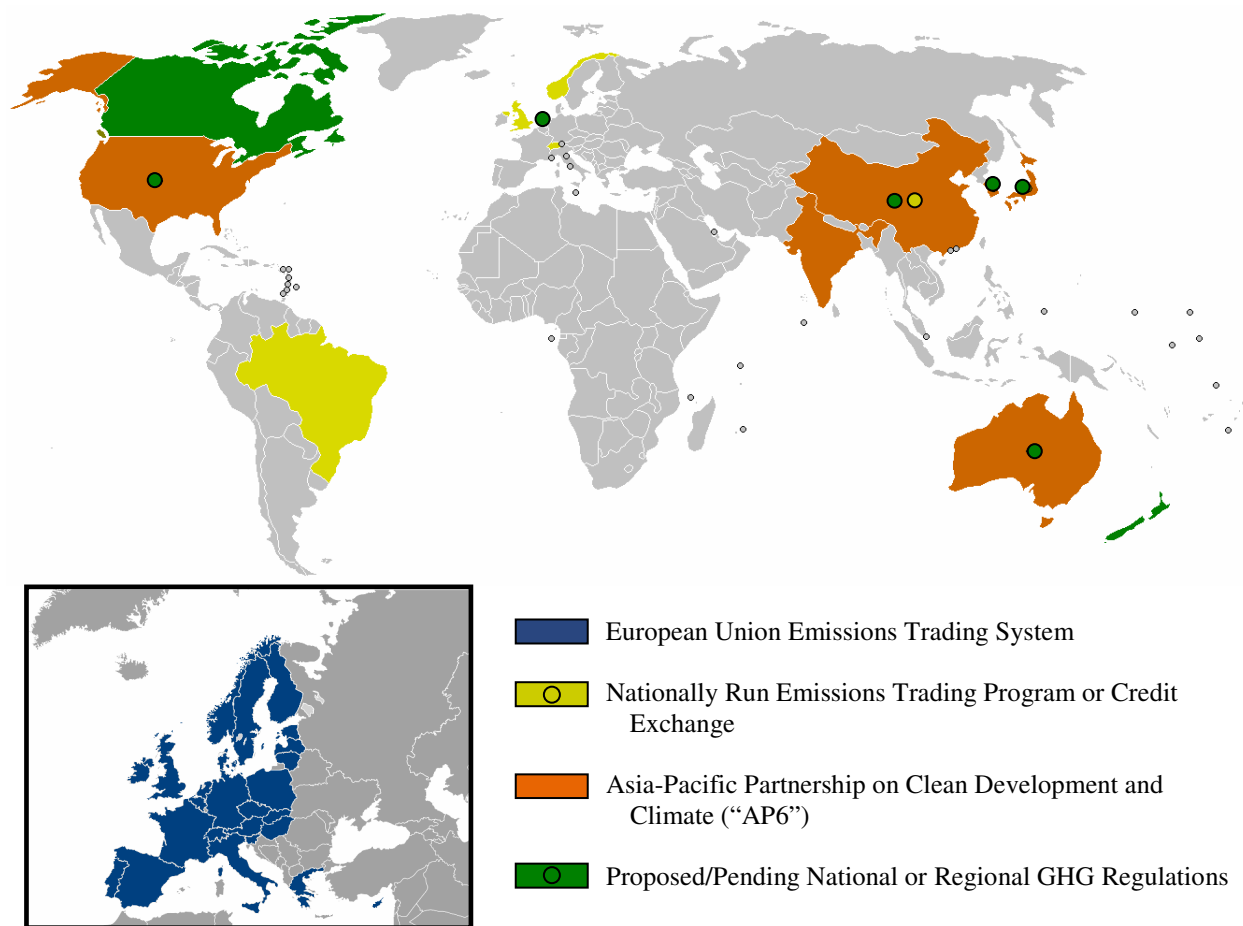 European Union Emissions Trading System
Nationally Run Emissions Trading Program or Credit
Exchange
Asia-Pacific Partnership on Clean Development and
Climate (“AP6”)
Proposed/Pending National or Regional GHG Regulations